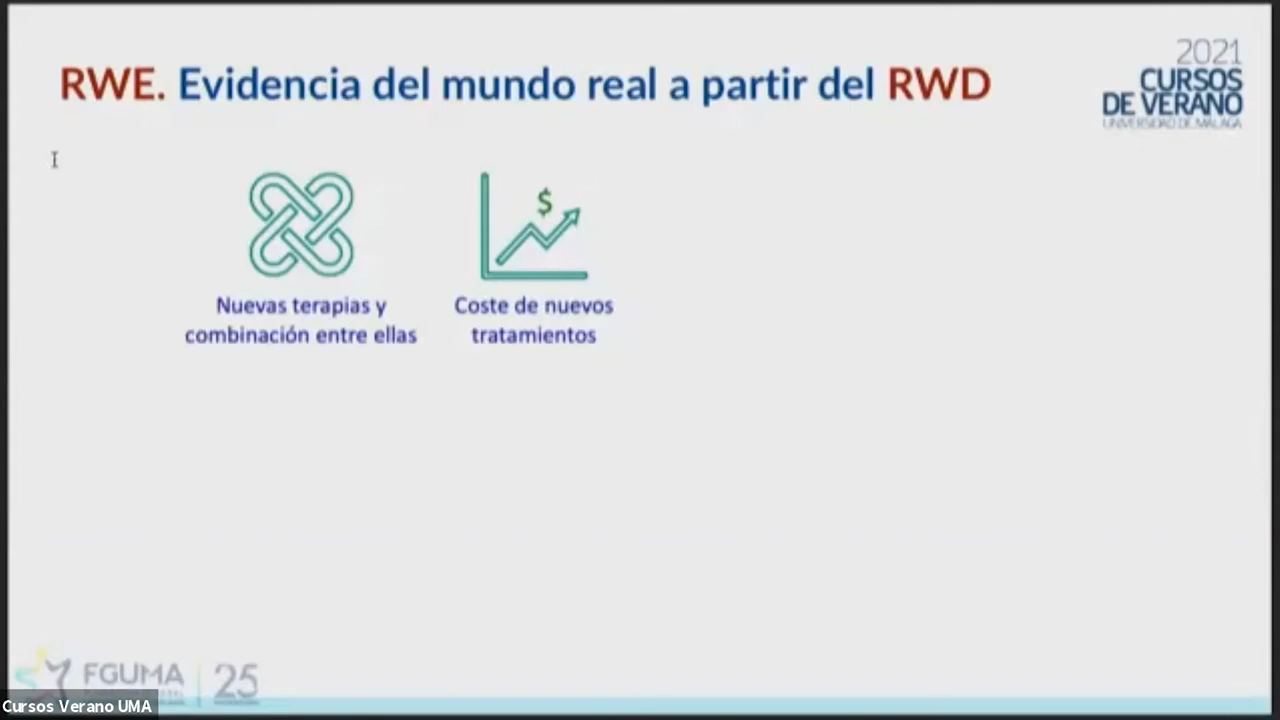 RWE. Evidencia del mundo real a partir del RWD
2021
CURSOS
DE VERANO
UNIVERSIDAD DE MÁLAGA
$
Nuevas terapias y
combinación entre ellas
Coste de nuevos
tratamientos
FGUMA
25
Cursos Verano UMA